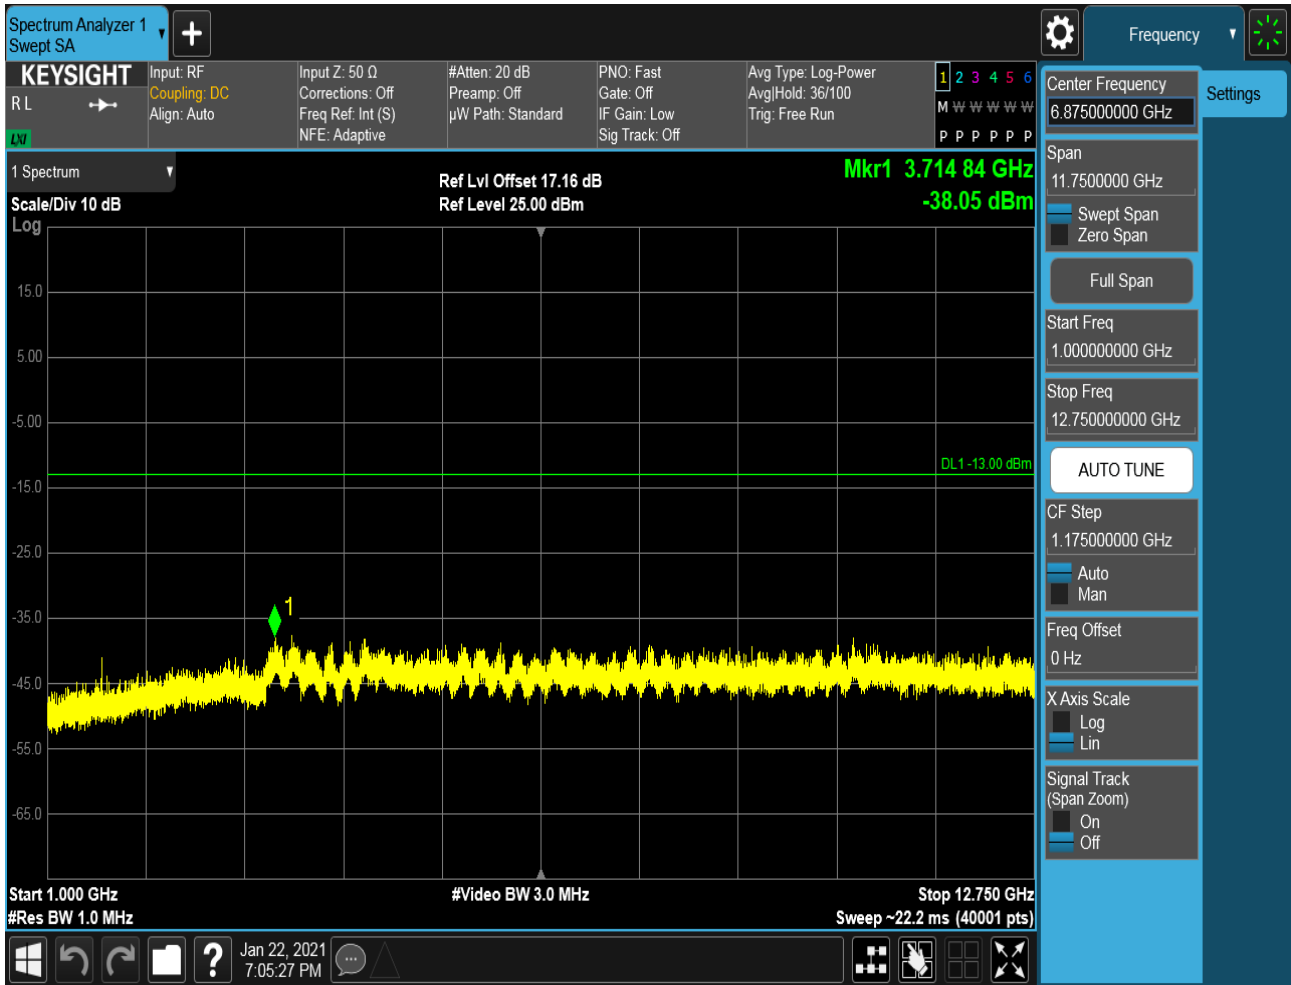 Spectrum Analyzer 1
Swept SA
Frequency
KEYSIGHT
R L
LXI
Input: RF
Coupling: DC
Align: Auto
Input Z: 50 Ω
Corrections: Off
Freq Ref: Int (S)
NFE: Adaptive
#Atten: 20 dB
Preamp: Off
µW Path: Standard
PNO: Fast
Gate: Off
IF Gain: Low
Sig Track: Off
Avg Type: Log-Power
Avg|Hold: 36/100
Trig: Free Run
1 2 3 4 5 6
M W W W W W
P P P P P P
1 Spectrum
Scale/Div 10 dB
Log
Ref Lvl Offset 17.16 dB
Ref Level 25.00 dBm
Mkr1 3.714 84 GHz
-38.05 dBm
15.0
5.00
-5.00
DL1 -13.00 dBm
-15.0
-25.0
-35.0
1
-45.0
-55.0
-65.0
Start 1.000 GHz
#Res BW 1.0 MHz
#Video BW 3.0 MHz
Stop 12.750 GHz
Sweep ~22.2 ms (40001 pts)
Jan 22, 2021
7:05:27 PM
Center Frequency
6.875000000 GHz
Settings
Span
11.7500000 GHz
Swept Span
Zero Span
Full Span
Start Freq
1.000000000 GHz
Stop Freq
12.750000000 GHz
AUTO TUNE
CF Step
1.175000000 GHz
Auto
Man
Freq Offset
0 Hz
X Axis Scale
Log
Lin
Signal Track
(Span Zoom)
On
Off